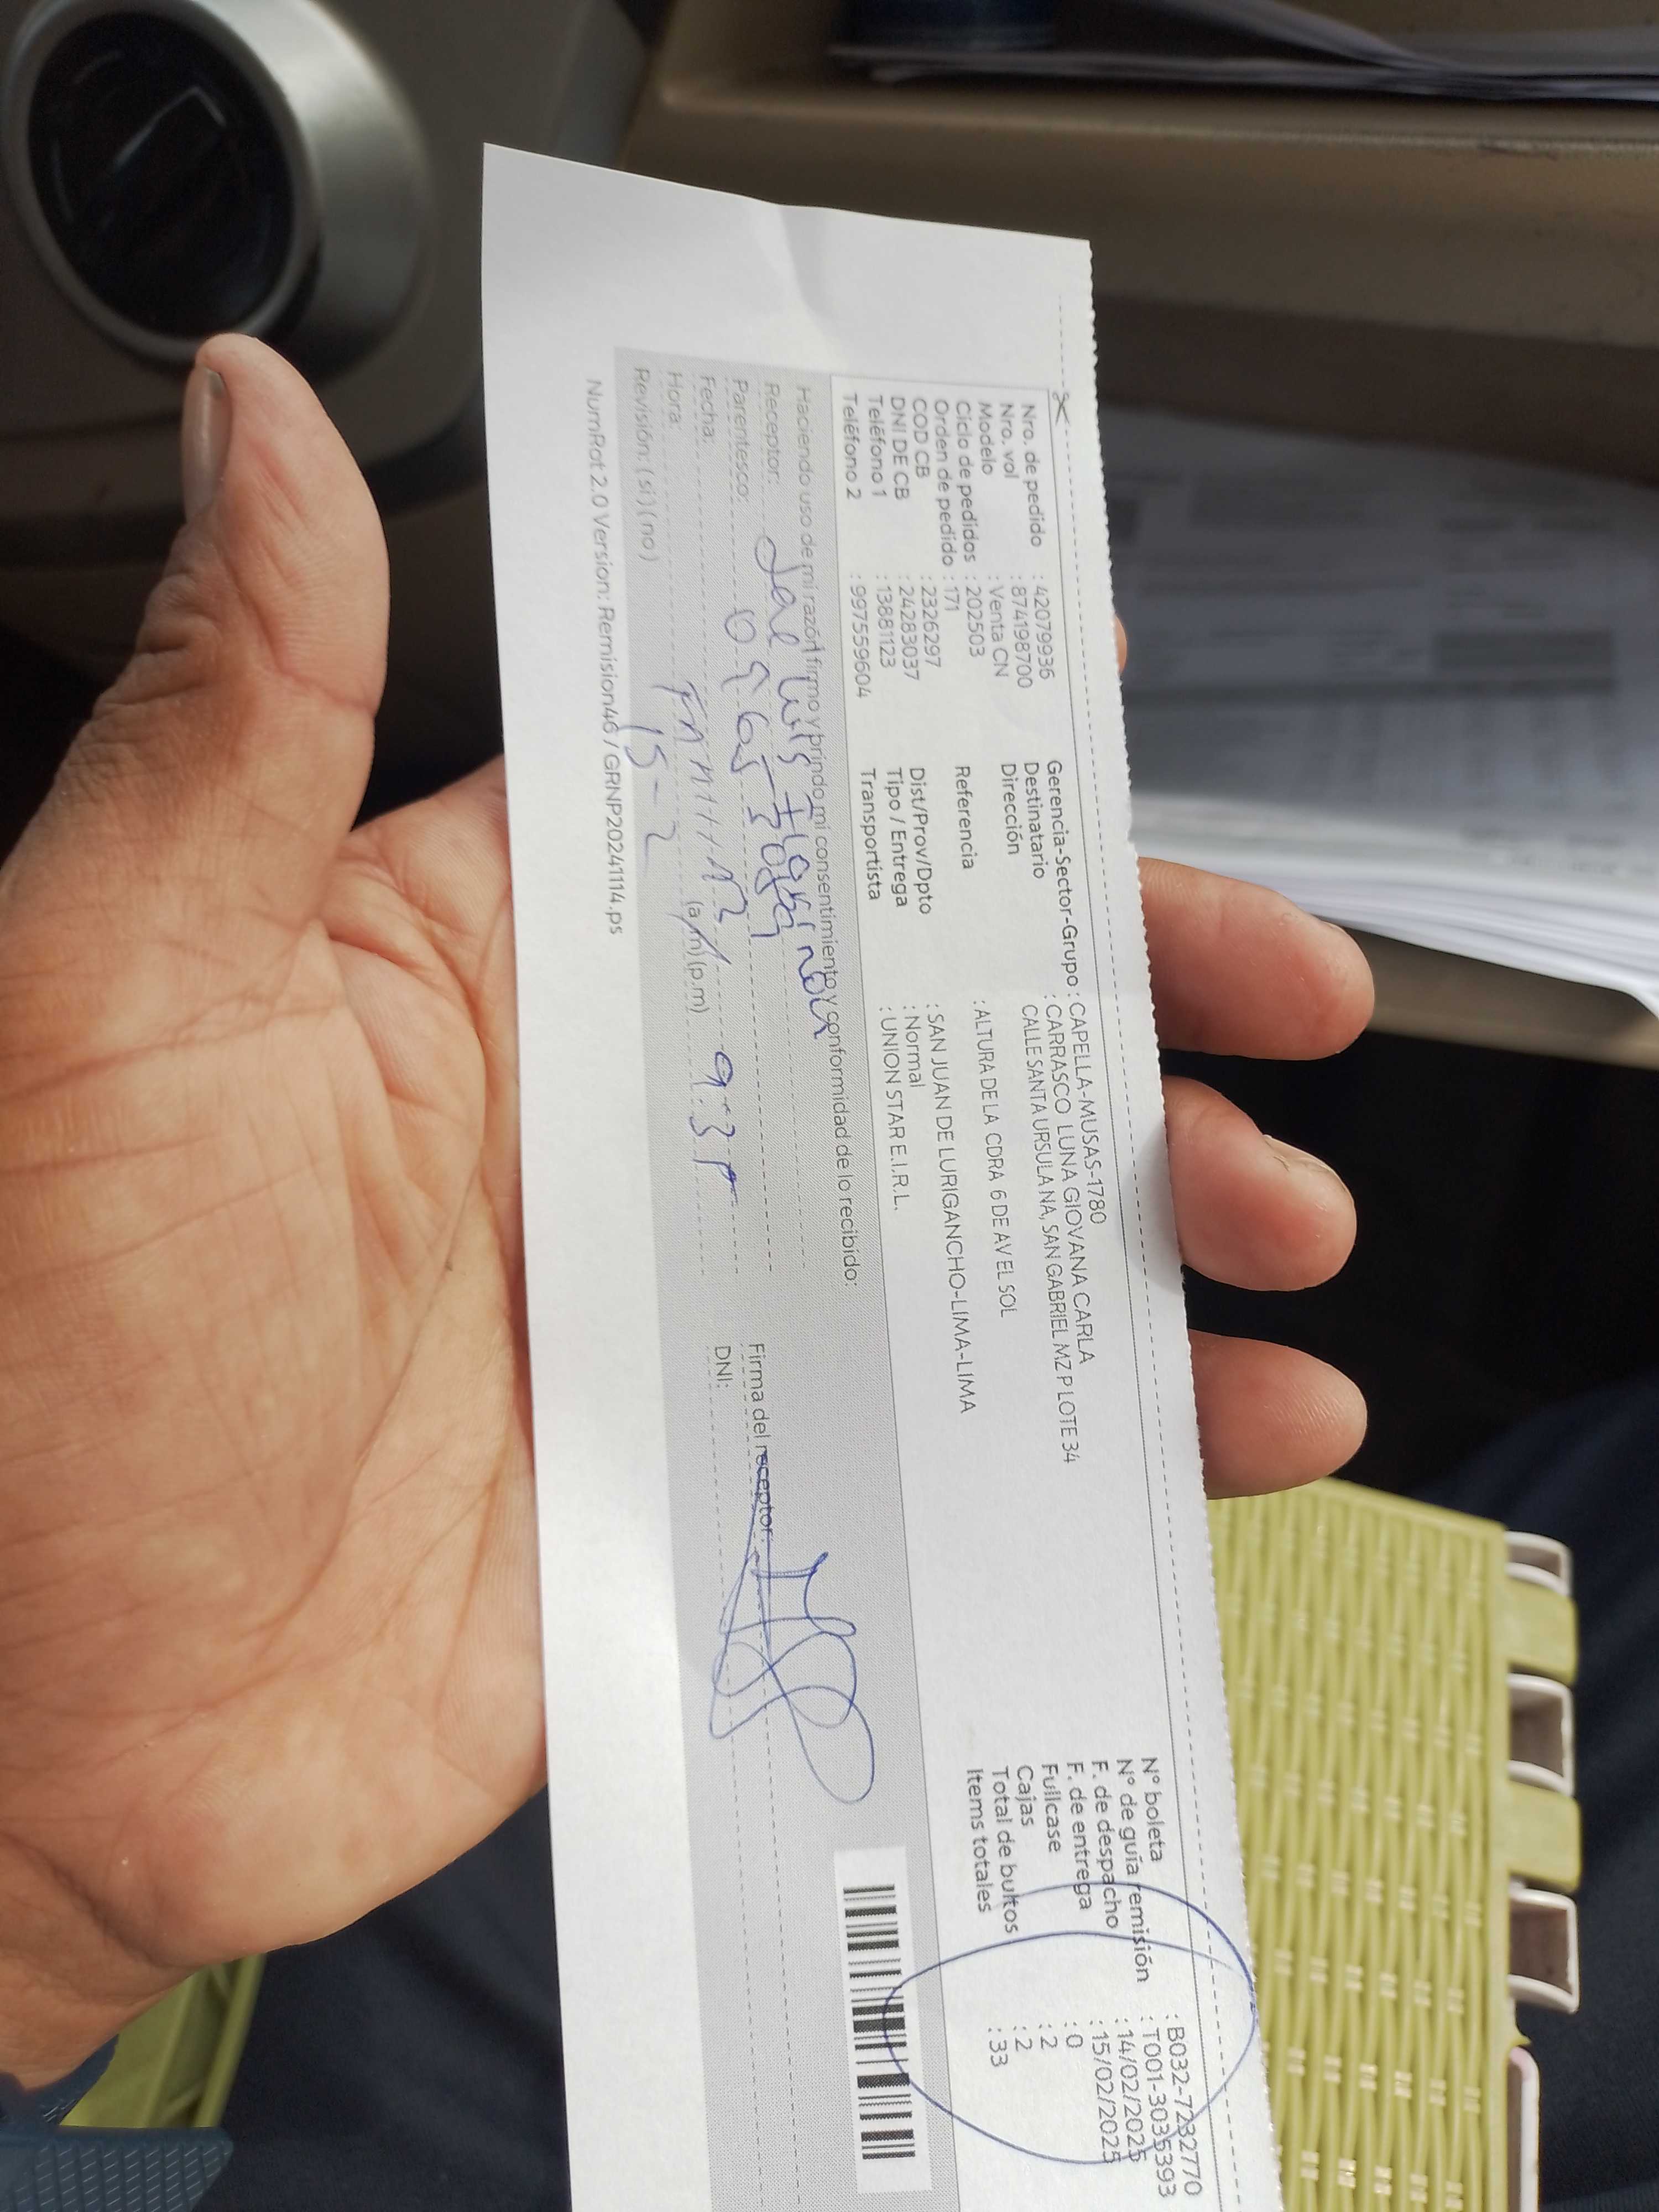 Nro. de pedido : 42079936
Nro. vol : 874198700
Modelo : Venta CN
Ciclo de pedidos : 202503
Orden de pedido : 171
COD CB : 2326297
DNI DE CB : 24283037
Teléfono 1 : 13881123
Teléfono 2 : 997559604
Gerencia-Sector-Grupo : CAPELLA-MUSAS-1780
Destinatario : CARRASCO LUNA GIOVANA CARLA
Dirección CALLE SANTA URSULA NA, SAN GABRIEL MZ P LOTE 34
Referencia : ALTURA DE LA CDRA 6 DE AV EL SOL
Dist/Prov/Dpto : SAN JUAN DE LURIGANCHO-LIMA-LIMA
Tipo / Entrega : Normal
Transportista : UNION STAR E.I.R.L.
N° boleta : B032-7232770
N° de guía remisión : T001-3035393
F. de despacho : 14/02/2025
F. de entrega : 15/02/2025
Fullcase : 0
Cajas : 2
Total de bultos : 2
Items totales : 33
Haciendo uso de mi razón firmo y brindo mi consentimiento y conformidad de lo recibido:
Receptor:
Parentesco:
Fecha:
Hora: 15-2 (a.m) (p.m)
Revisión: (si) (no)
Firma del receptor:
DNI:
NumRot 2.0 Version: Remision46 / GRNP20241114.ps